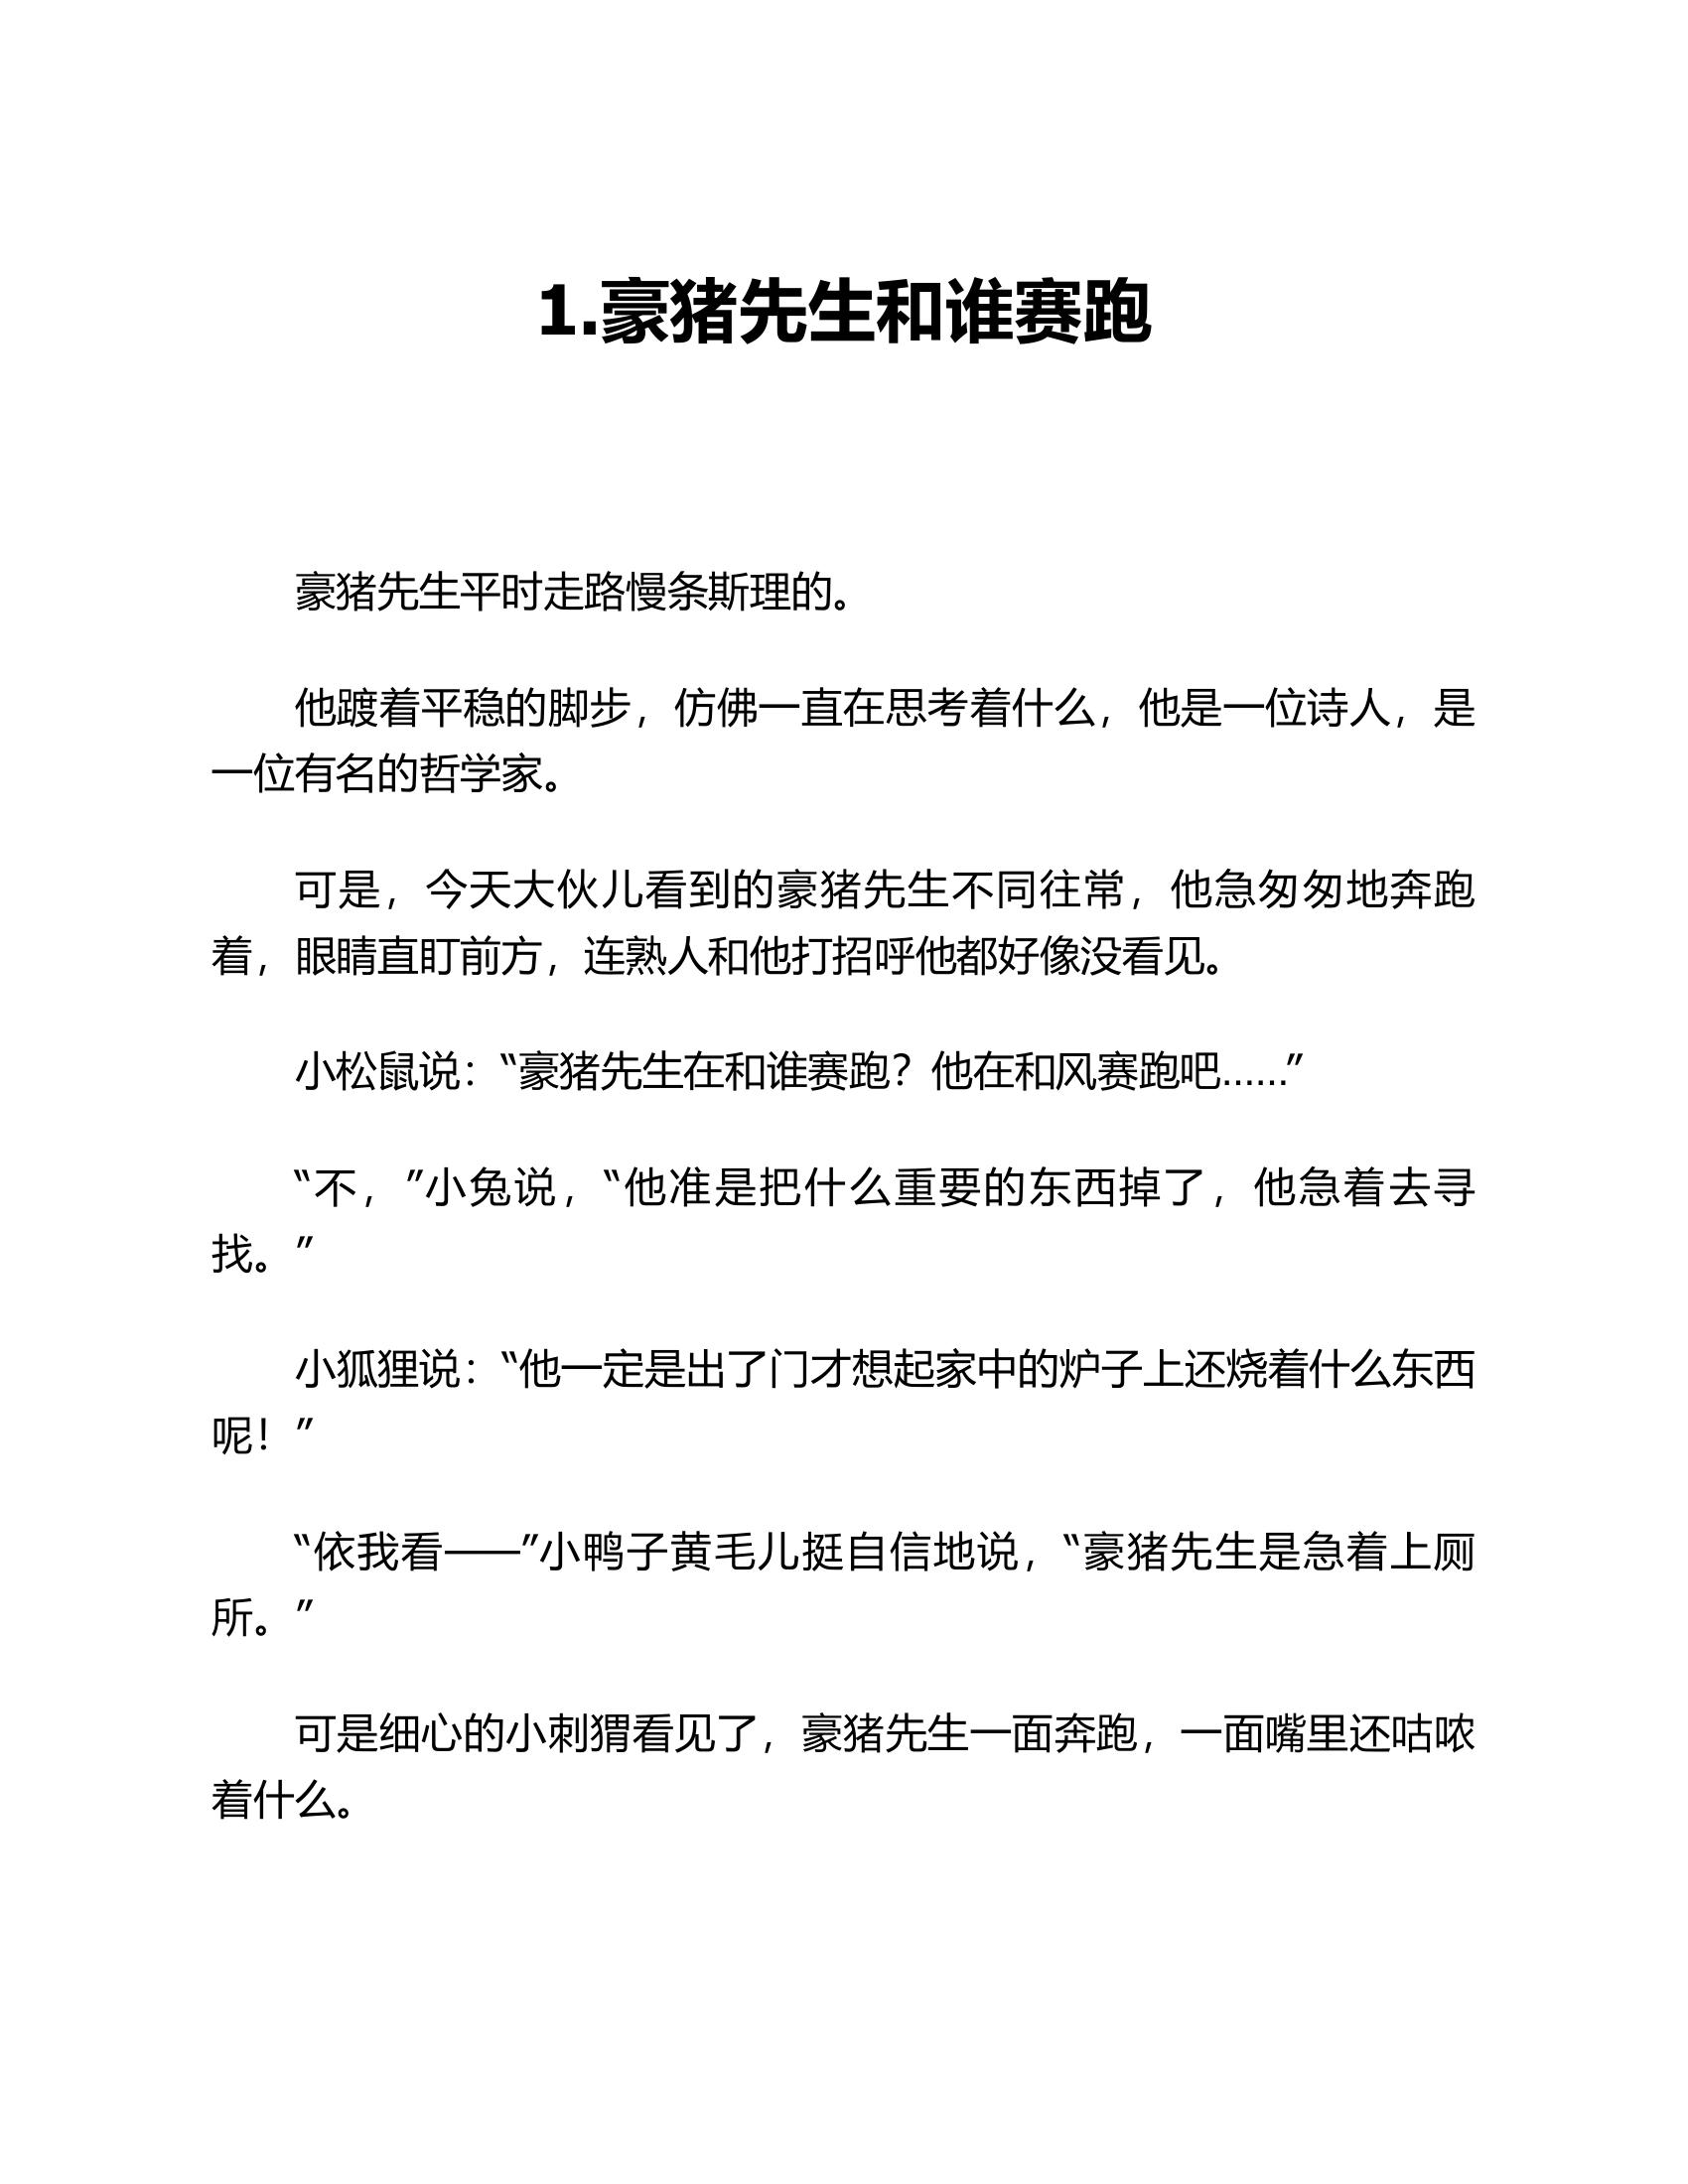 1.豪猪先生和谁赛跑
豪猪先生平时走路慢条斯理的。
他踱着平稳的脚步，仿佛一直在思考着什么，他是一位诗人，是
一位有名的哲学家。
可是，今天大伙儿看到的豪猪先生不同往常，他急匆匆地奔跑
着，眼睛直盯前方，连熟人和他打招呼他都好像没看见。
小松鼠说：“豪猪先生在和谁赛跑？他在和风赛跑吧……”
“不，”小兔说，“他准是把什么重要的东西掉了，他急着去寻
找。”
小狐狸说：“他一定是出了门才想起家中的炉子上还烧着什么东西
呢！”
“依我看——”小鸭子黄毛儿挺自信地说，“豪猪先生是急着上厕
所。”
可是细心的小刺猬看见了，豪猪先生一面奔跑，一面嘴里还咕哝
着什么。